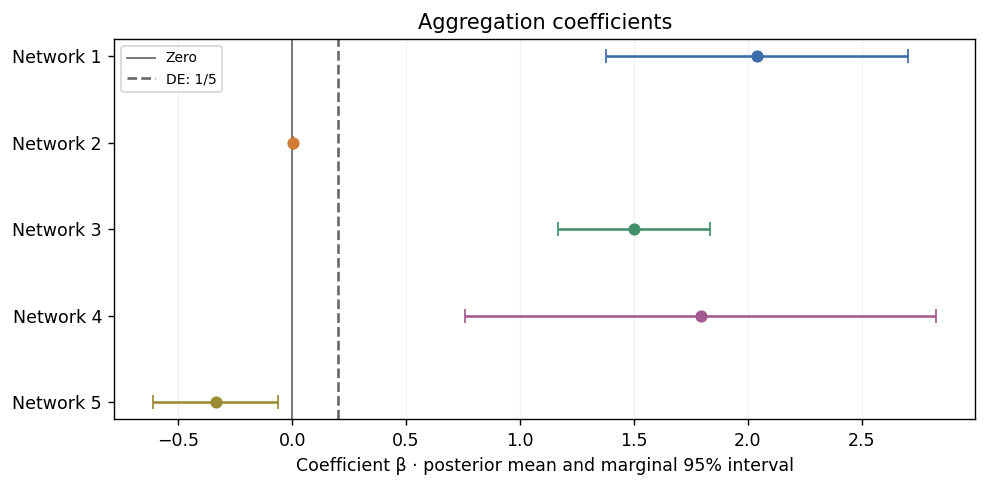 Aggregation coefficients
Zero
DE: 1/5
Network 1
Network 2
Network 3
Network 4
Network 5
−0.5 0.0 0.5 1.0 1.5 2.0 2.5
Coefficient β · posterior mean and marginal 95% interval